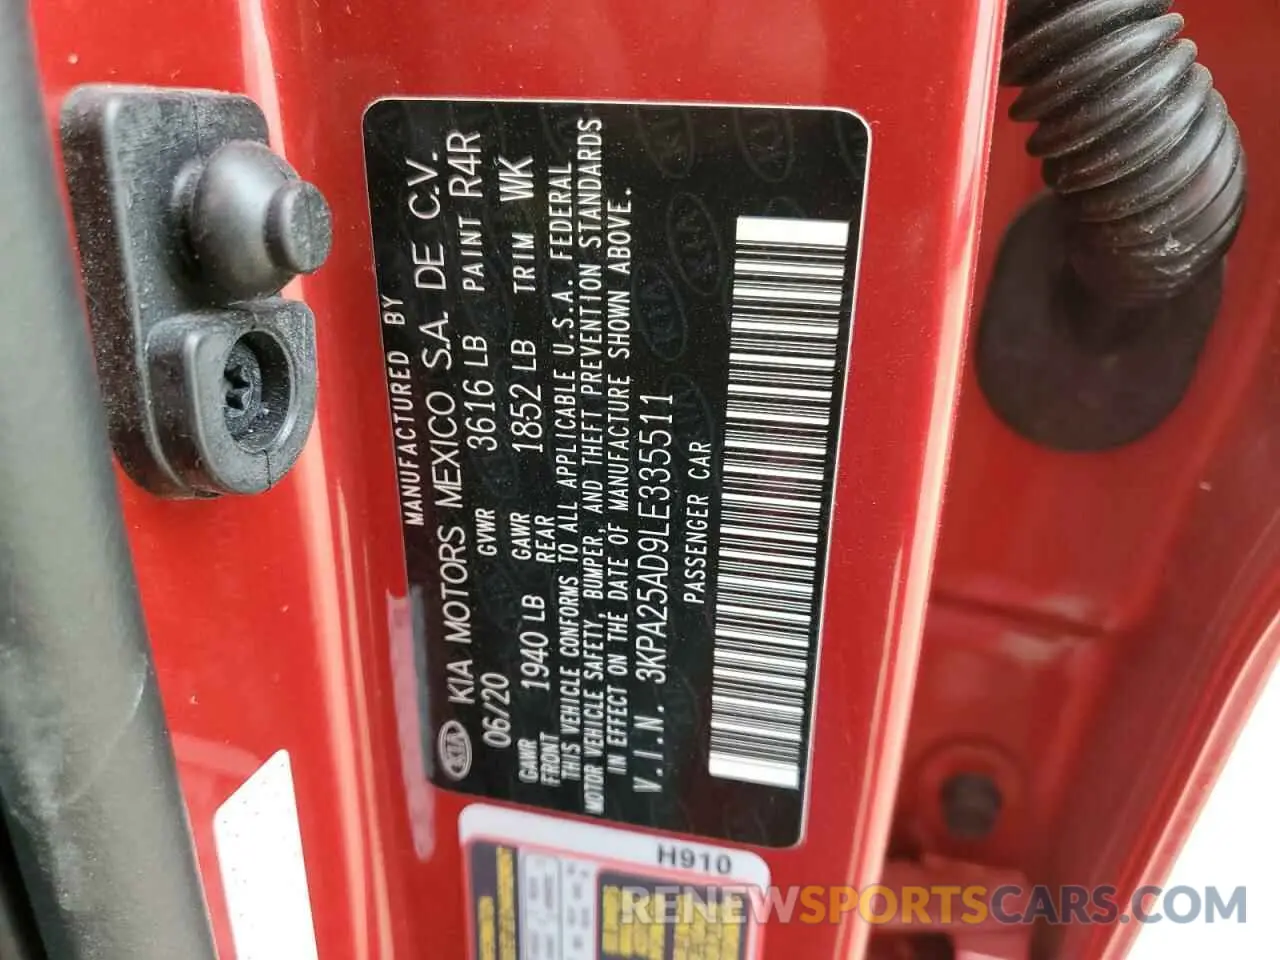 MANUFACTURED BY
KIA KIA MOTORS MEXICO S.A. DE C.V.
06/20 GVWR 3616 LB PAINT R4R
GAWR FRONT 1940 LB GAWR REAR 1852 LB TRIM WK
THIS VEHICLE CONFORMS TO ALL APPLICABLE U.S.A. FEDERAL
MOTOR VEHICLE SAFETY, BUMPER, AND THEFT PREVENTION STANDARDS
IN EFFECT ON THE DATE OF MANUFACTURE SHOWN ABOVE.
V.I.N. 3KPA25AD9LE335511
PASSENGER CAR
H910
RENEWSPORTSCARS.COM